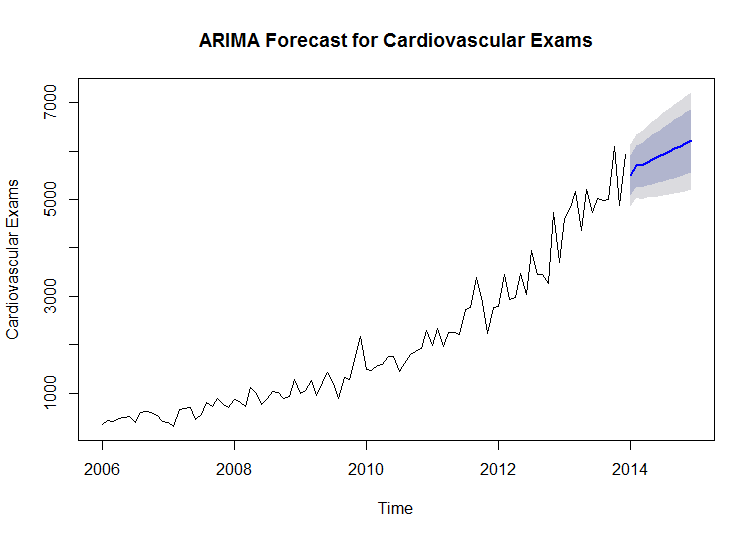 ARIMA Forecast for Cardiovascular Exams
Cardiovascular Exams
7000
5000
3000
1000
2006 2008 2010 2012 2014
Time